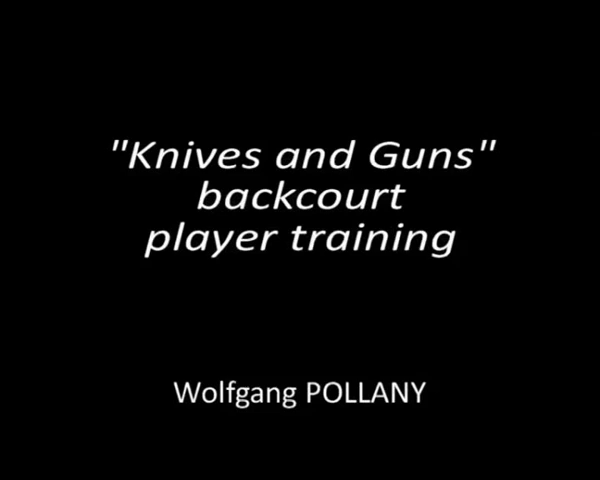 "Knives and Guns"
backcourt
player training
Wolfgang POLLANY